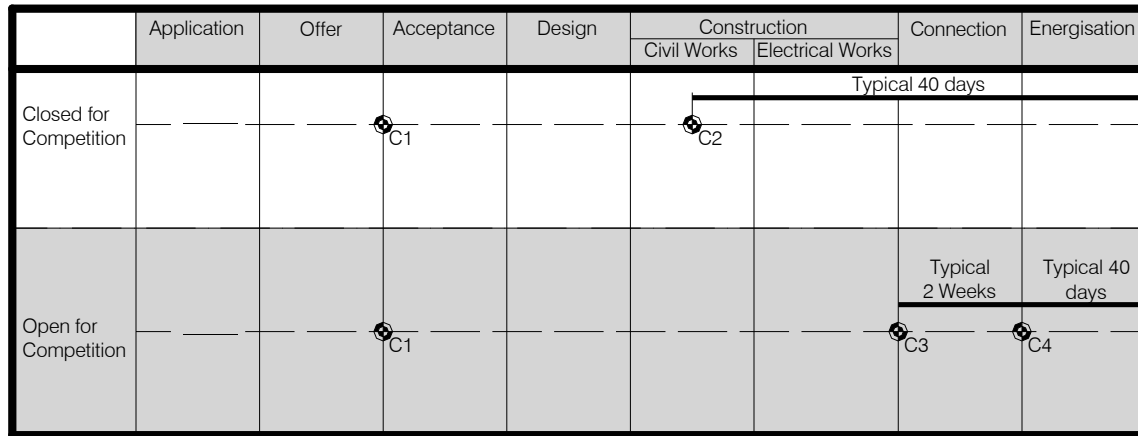 Application Offer Acceptance Design Construction Connection Energisation
Civil Works Electrical Works
Typical 40 days
Closed for
Competition
C1 C2
Typical
2 Weeks
Typical 40
days
Open for
Competition
C1 C3 C4